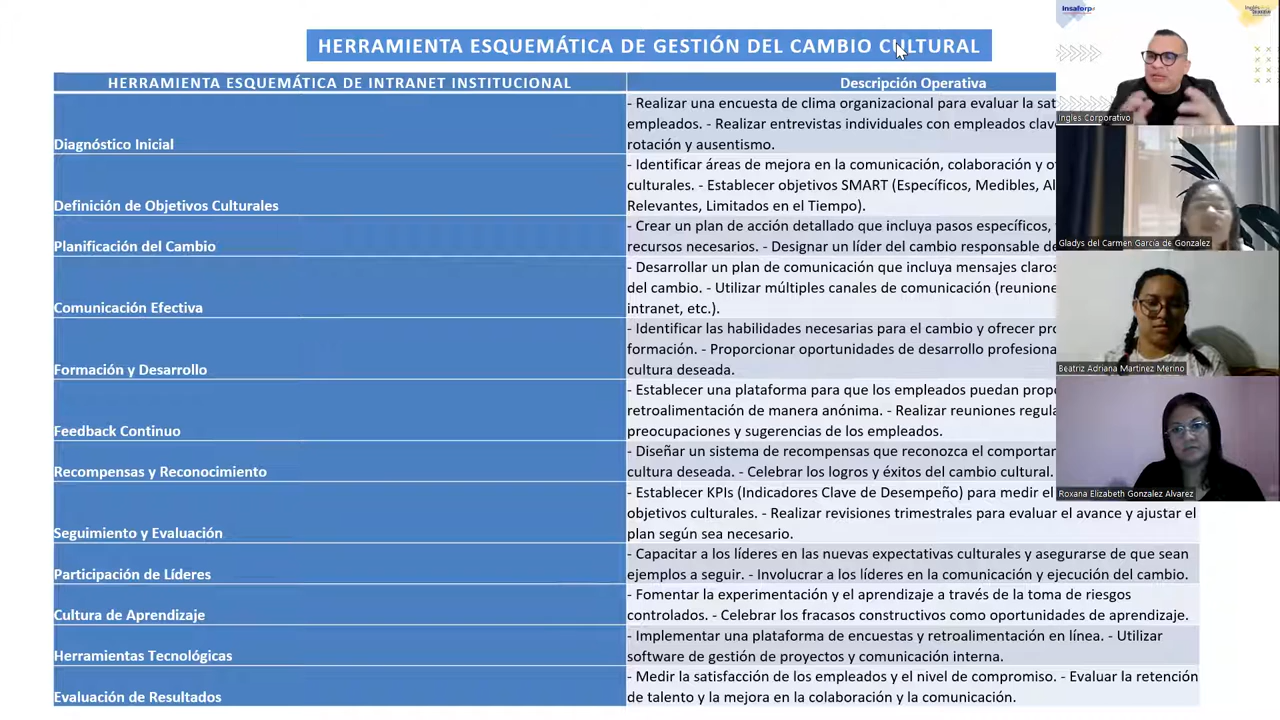 HERRAMIENTA ESQUEMÁTICA DE GESTIÓN DEL CAMBIO CULTURAL
HERRAMIENTA ESQUEMÁTICA DE INTRANET INSTITUCIONAL
Descripción Operativa
Diagnóstico Inicial
- Realizar una encuesta de clima organizacional para evaluar la
empleados. - Realizar entrevistas individuales con empleados
rotación y ausentismo.
Definición de Objetivos Culturales
- Identificar áreas de mejora en la comunicación, colaboración y
culturales. - Establecer objetivos SMART (Específicos, Medibles,
Relevantes, Limitados en el Tiempo).
Planificación del Cambio
- Crear un plan de acción detallado que incluya pasos específicos,
recursos necesarios. - Designar un líder del cambio responsable
Comunicación Efectiva
- Desarrollar un plan de comunicación que incluya mensajes claros
del cambio. - Utilizar múltiples canales de comunicación
intranet, etc.).
Formación y Desarrollo
- Identificar las habilidades necesarias para el cambio y ofrecer
formación. - Proporcionar oportunidades de desarrollo
cultura deseada.
Feedback Continuo
- Establecer una plataforma para que los empleados puedan
retroalimentación de manera anónima. - Realizar reuniones
preocupaciones y sugerencias de los empleados.
Recompensas y Reconocimiento
- Diseñar un sistema de recompensas que reconozca el
cultura deseada. - Celebrar los logros y éxitos del cambio cultural.
Seguimiento y Evaluación
- Establecer KPIs (Indicadores Clave de Desempeño) para medir el
objetivos culturales. - Realizar revisiones trimestrales para evaluar el avance y ajustar el
plan según sea necesario.
Participación de Líderes
- Capacitar a los líderes en las nuevas expectativas culturales y asegurarse de que sean
ejemplos a seguir. - Involucrar a los líderes en la comunicación y ejecución del cambio.
Cultura de Aprendizaje
- Fomentar la experimentación y el aprendizaje a través de la toma de riesgos
controlados. - Celebrar los fracasos constructivos como oportunidades de aprendizaje.
Herramientas Tecnológicas
- Implementar una plataforma de encuestas y retroalimentación en línea. - Utilizar
software de gestión de proyectos y comunicación interna.
Evaluación de Resultados
- Medir la satisfacción de los empleados y el nivel de compromiso. - Evaluar la retención
de talento y la mejora en la colaboración y la comunicación.
Insaforp
Ingles Corporativo
Gladys del Carmen Garcia de Gonzalez
Beatriz Adriana Martinez Merino
Roxana Elizabeth Gonzalez Alvarez